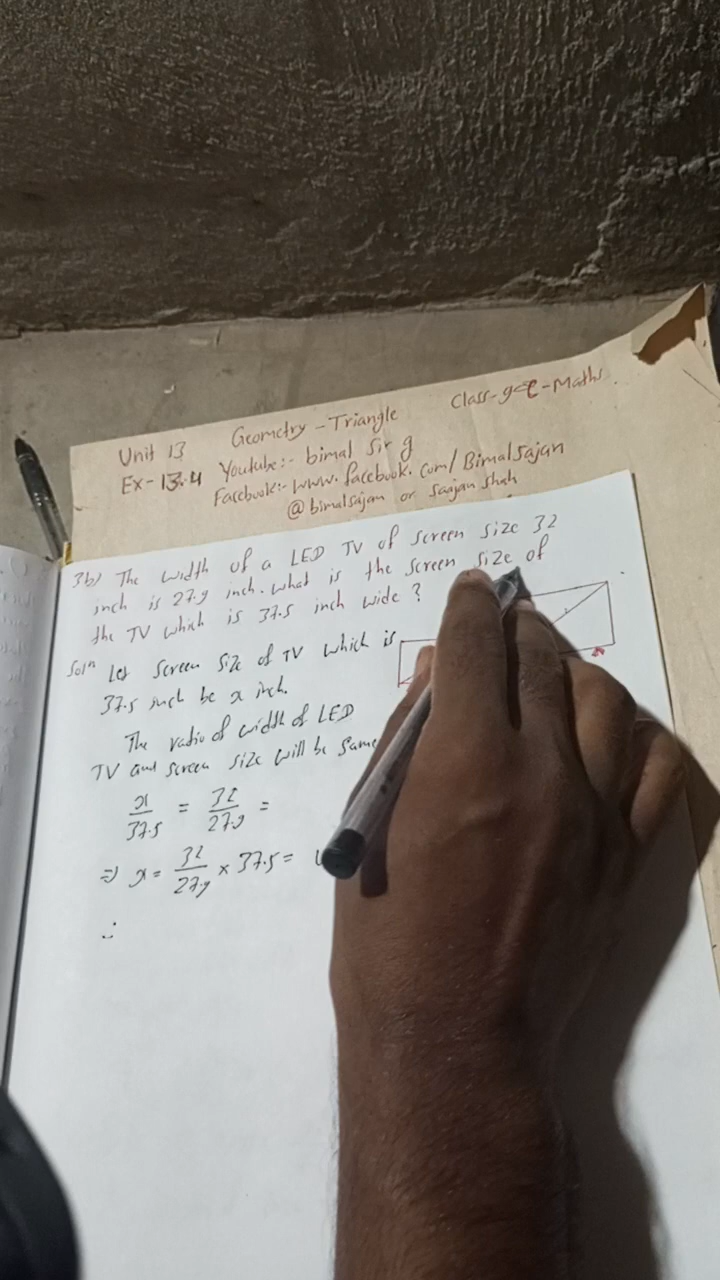 Unit 13 Geometry - Triangle Class - 9 - Maths.
Ex - 13.4 Youtube:- bimal Sir g
Facebook:- www.facebook.com/Bimalsajan
@bimalsajan or Saajan Shah
3b) The width of a LED TV of screen size 32
inch is 27.9 inch. what is the screen size of
the TV which is 37.5 inch wide ?
Solⁿ Let screen size of TV which is
37.5 inch be x inch.
The ratio of width of LED
TV and screen size will be same
x/37.5 = 32/27.9 =
⇒ x = 32/27.9 × 37.5 =
∴